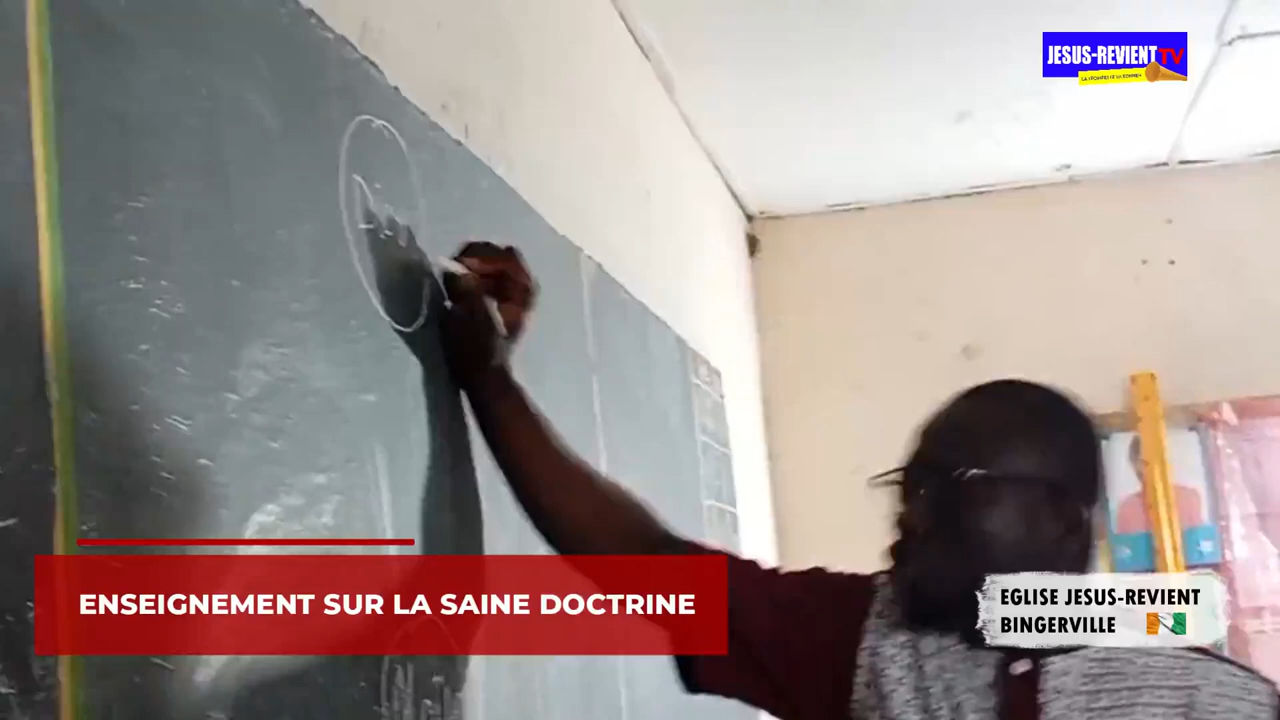 JESUS-REVIENT TV
ENSEIGNEMENT SUR LA SAINE DOCTRINE
EGLISE JESUS-REVIENT
BINGERVILLE